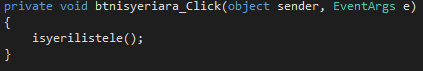 private void btnisyeriara_Click(object sender, EventArgs e)
{
    isyerilistele();
}